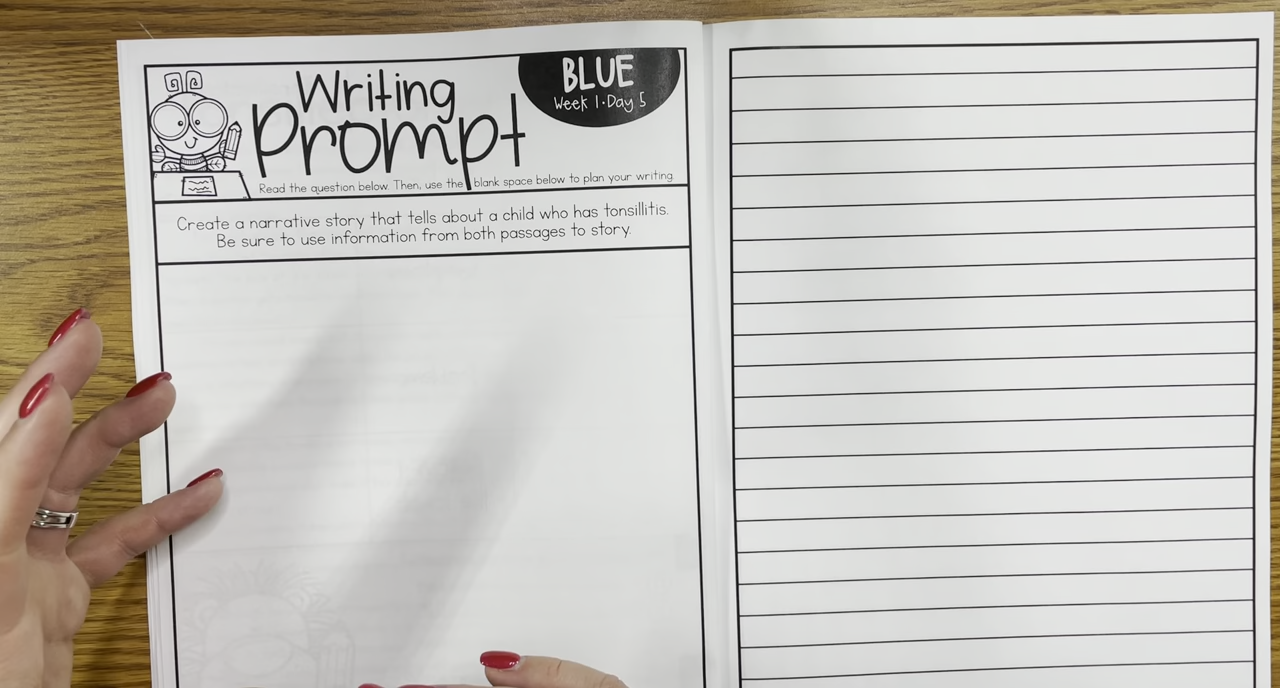 Writing
Prompt
BLUE
Week 1•Day 5
Read the question below. Then, use the blank space below to plan your writing.
Create a narrative story that tells about a child who has tonsillitis.
Be sure to use information from both passages to story.